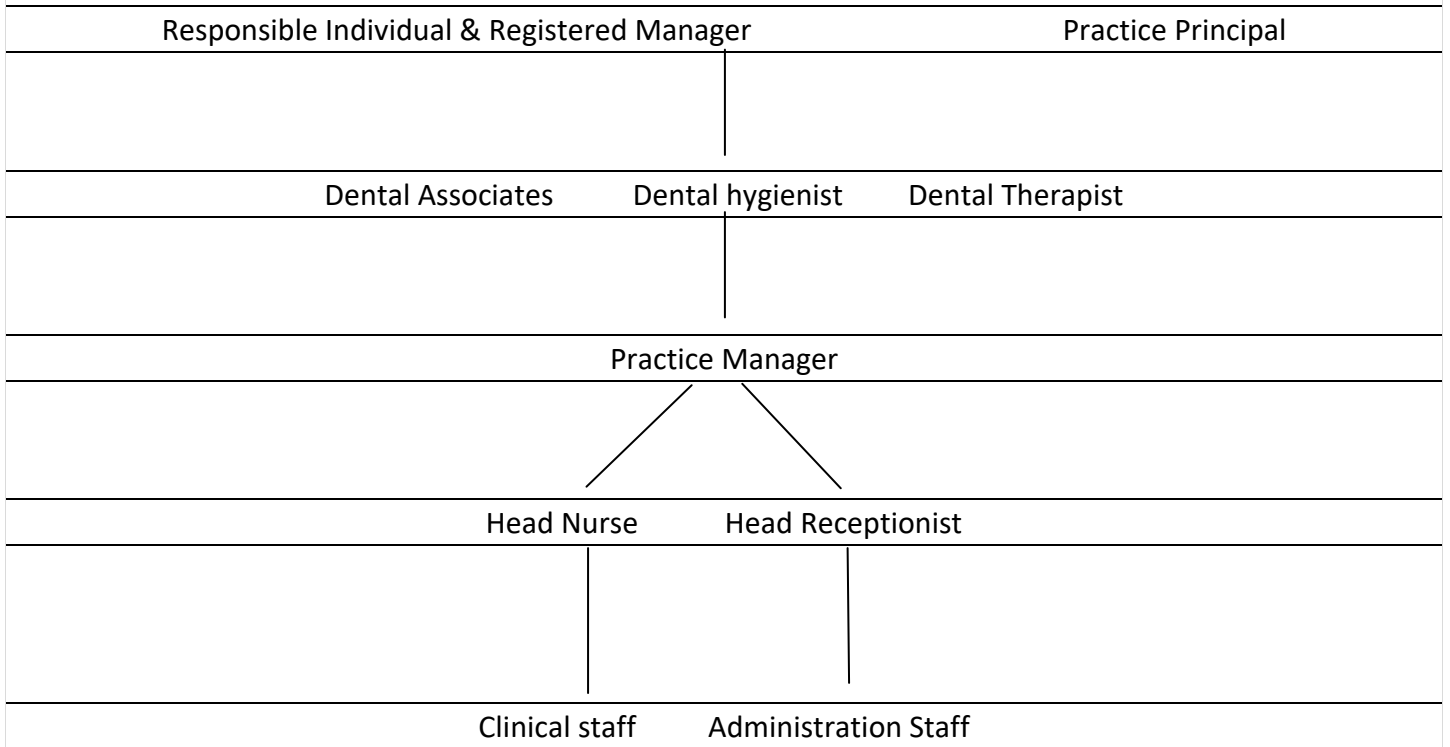 Responsible Individual & Registered Manager Practice Principal
Dental Associates Dental hygienist Dental Therapist
Practice Manager
Head Nurse Head Receptionist
Clinical staff Administration Staff